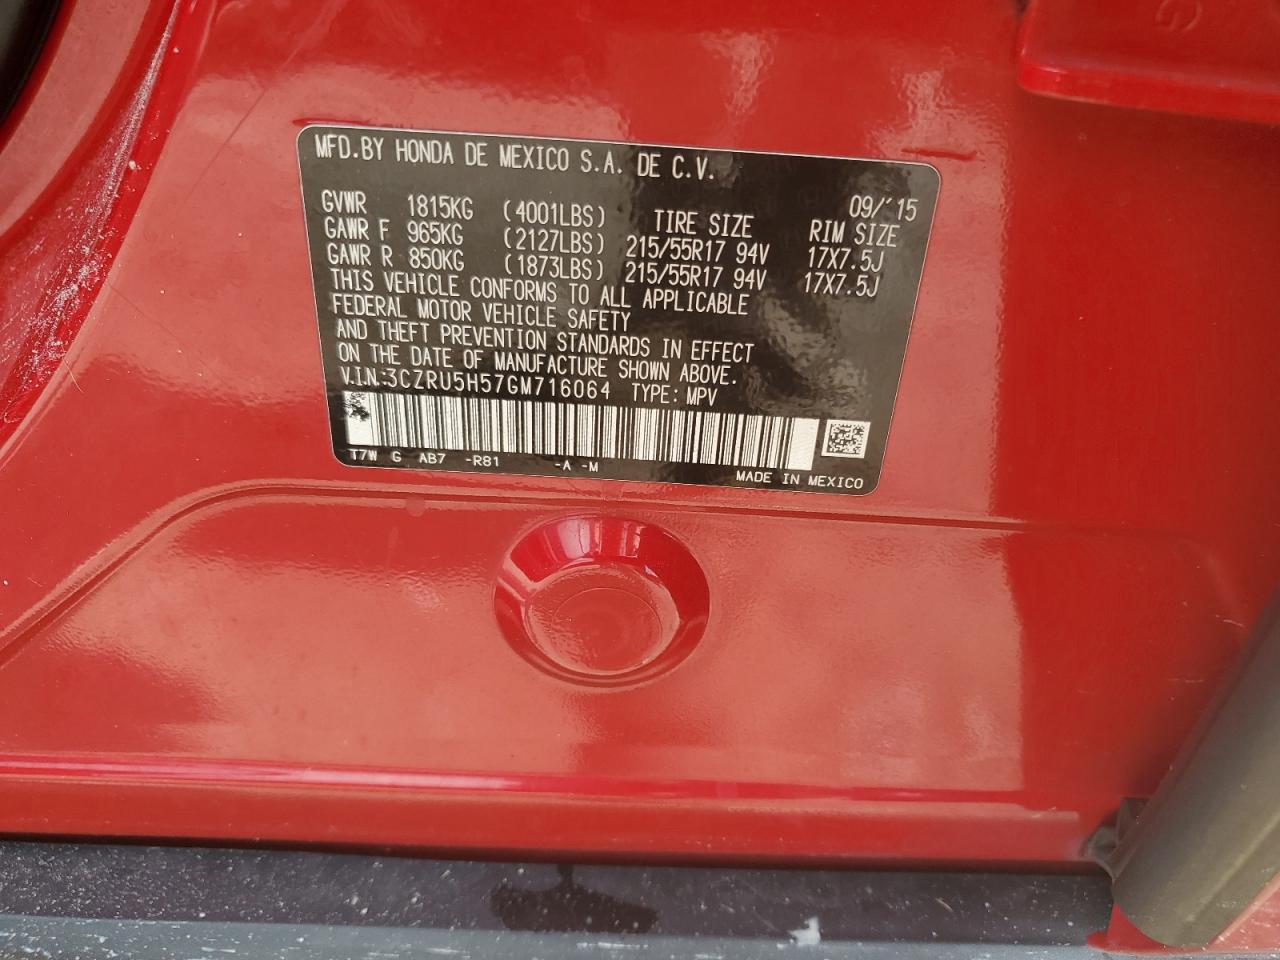 MFD.BY HONDA DE MEXICO S.A. DE C.V.
09/'15
GVWR 1815KG (4001LBS) TIRE SIZE RIM SIZE
GAWR F 965KG (2127LBS) 215/55R17 94V 17X7.5J
GAWR R 850KG (1873LBS) 215/55R17 94V 17X7.5J
THIS VEHICLE CONFORMS TO ALL APPLICABLE
FEDERAL MOTOR VEHICLE SAFETY
AND THEFT PREVENTION STANDARDS IN EFFECT
ON THE DATE OF MANUFACTURE SHOWN ABOVE.
V.I.N:3CZRU5H57GM716064 TYPE: MPV
T7W G AB7 -R81 -A -M
MADE IN MEXICO